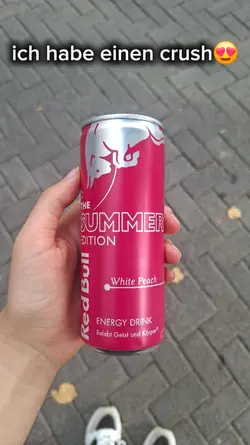 ich habe einen crush😍
THE
SUMMER
EDITION
White Peach
Red Bull
ENERGY DRINK
Belebt Geist und Körper®